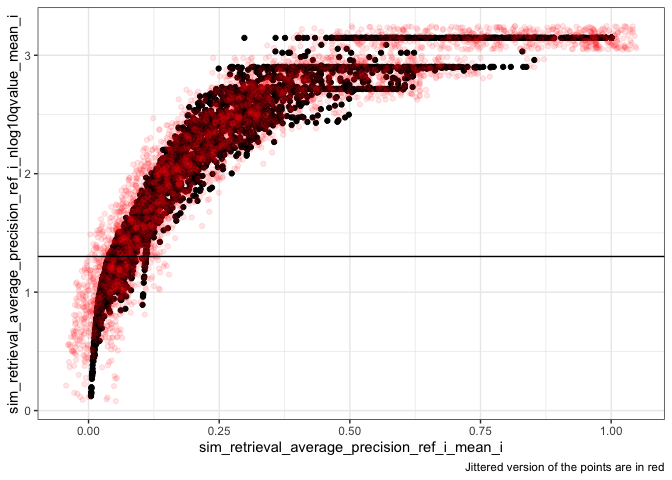 sim_retrieval_average_precision_ref_i_nlog10qvalue_mean_i
3
2
1
0
0.00 0.25 0.50 0.75 1.00
sim_retrieval_average_precision_ref_i_mean_i
Jittered version of the points are in red